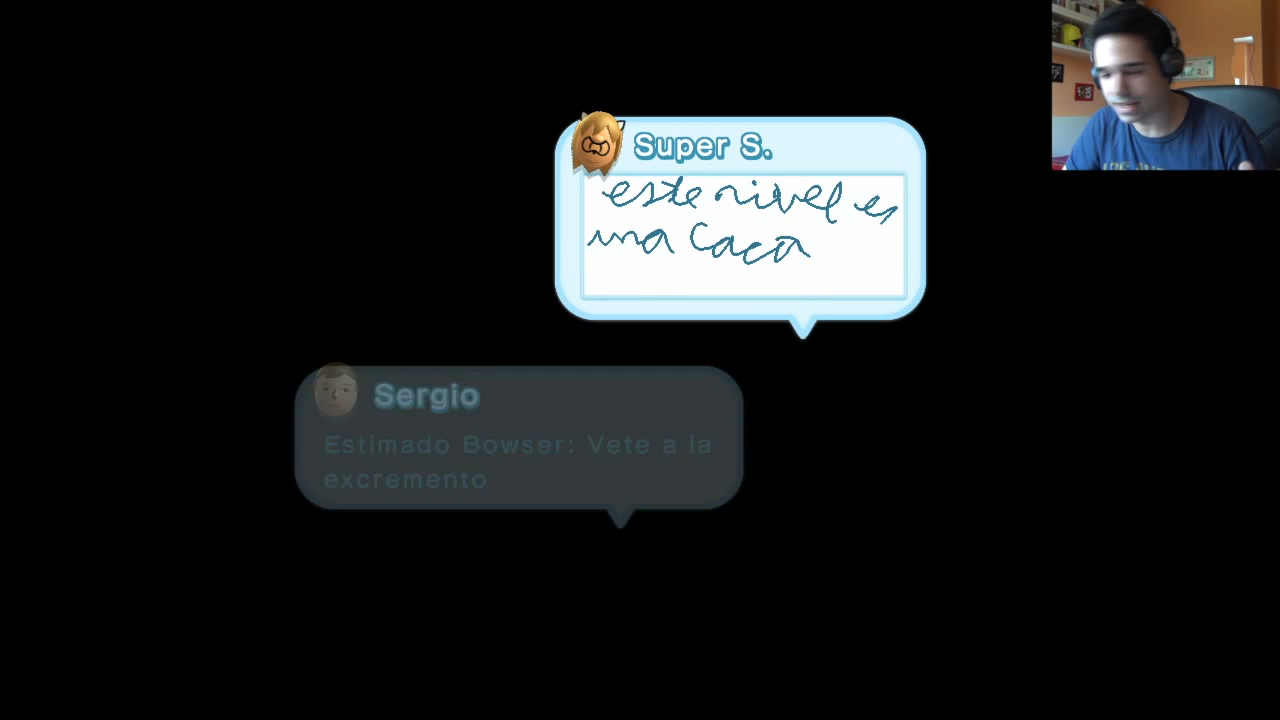 Super S.
este nivel es
una caca
Sergio
Estimado Bowser: Vete a la
excremento